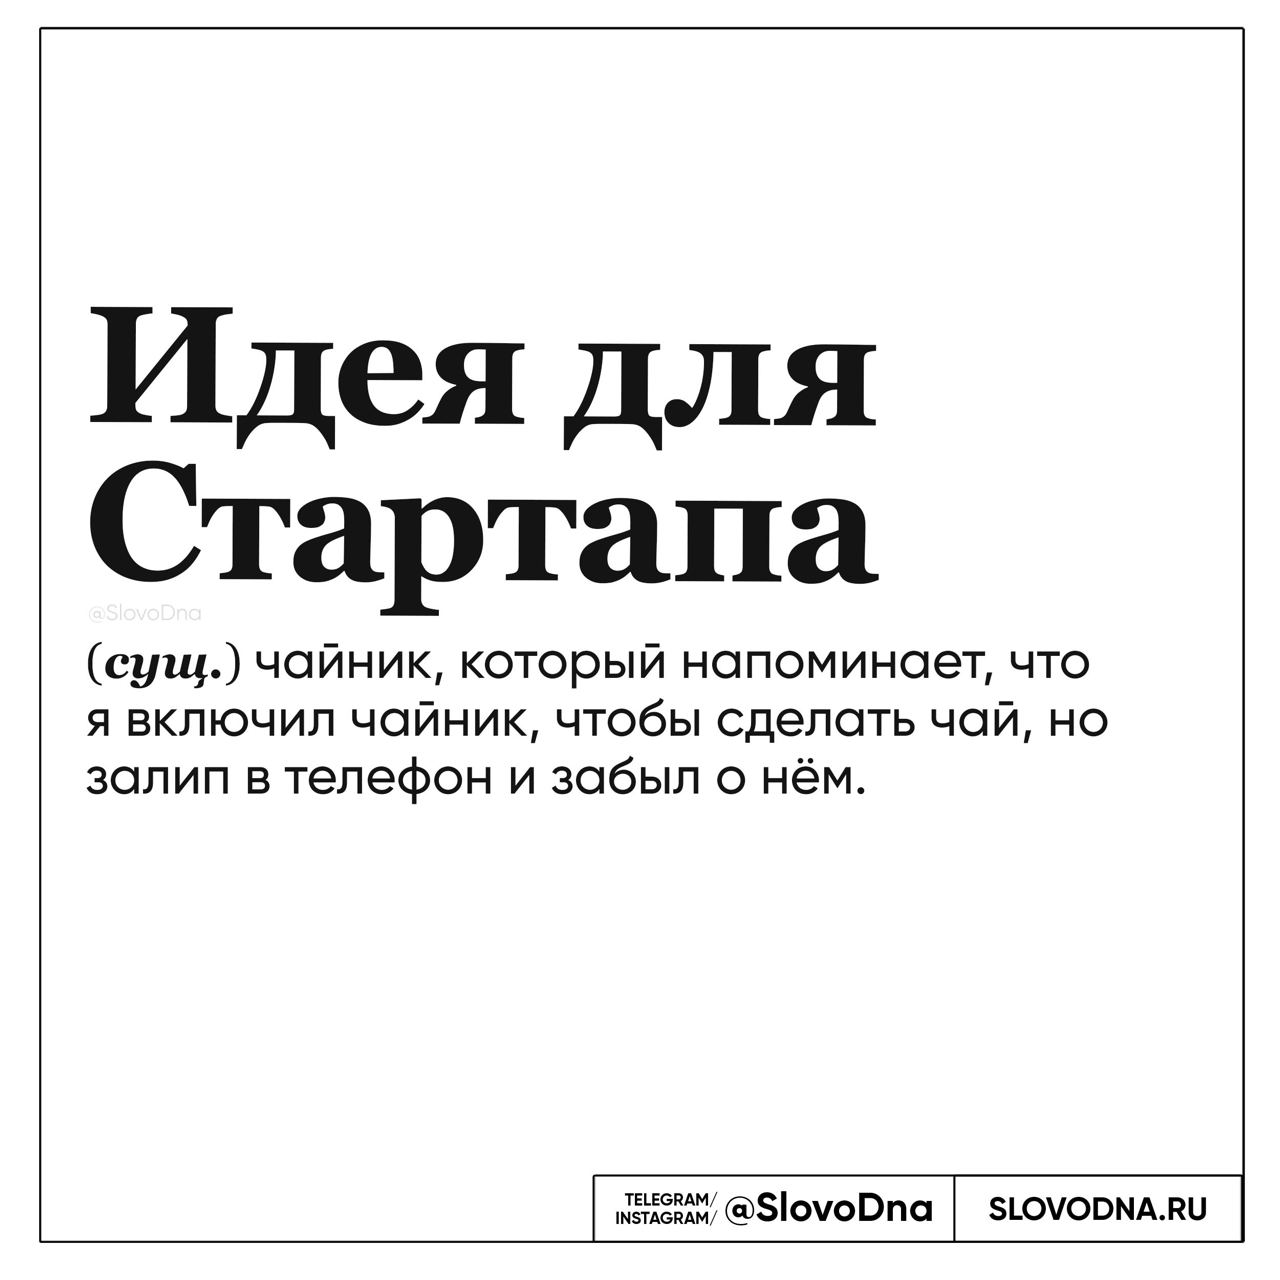 Идея для
Стартапа
@SlovoDna
(сущ.) чайник, который напоминает, что
я включил чайник, чтобы сделать чай, но
залип в телефон и забыл о нём.
TELEGRAM/
INSTAGRAM/ @SlovoDna
SLOVODNA.RU